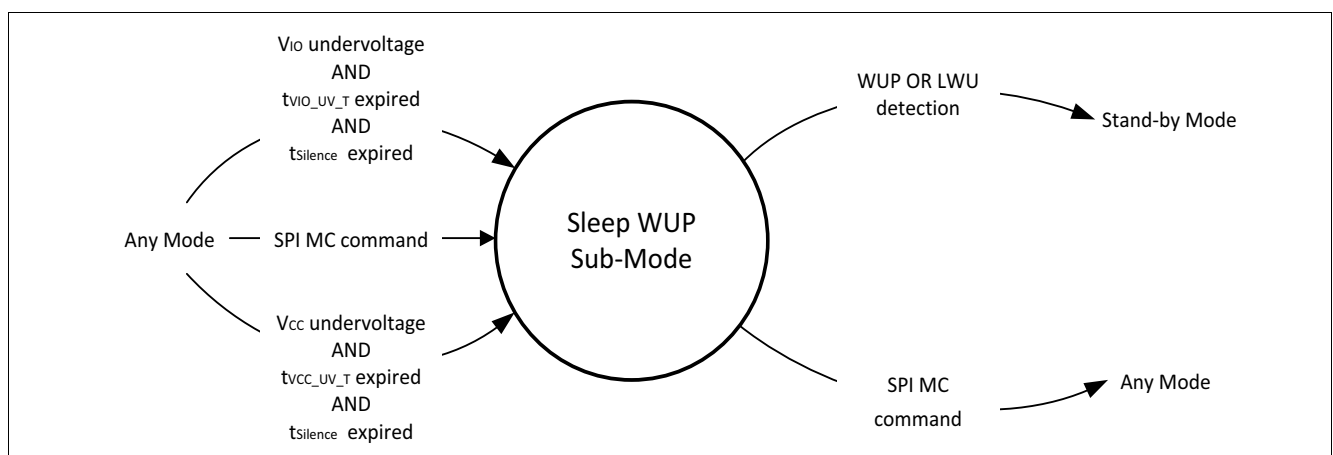 VIO undervoltage
AND
tVIO_UV_T expired
AND
tSilence expired
Any Mode
SPI MC command
VCC undervoltage
AND
tVCC_UV_T expired
AND
tSilence expired
Sleep WUP
Sub-Mode
WUP OR LWU
detection
Stand-by Mode
SPI MC
command
Any Mode